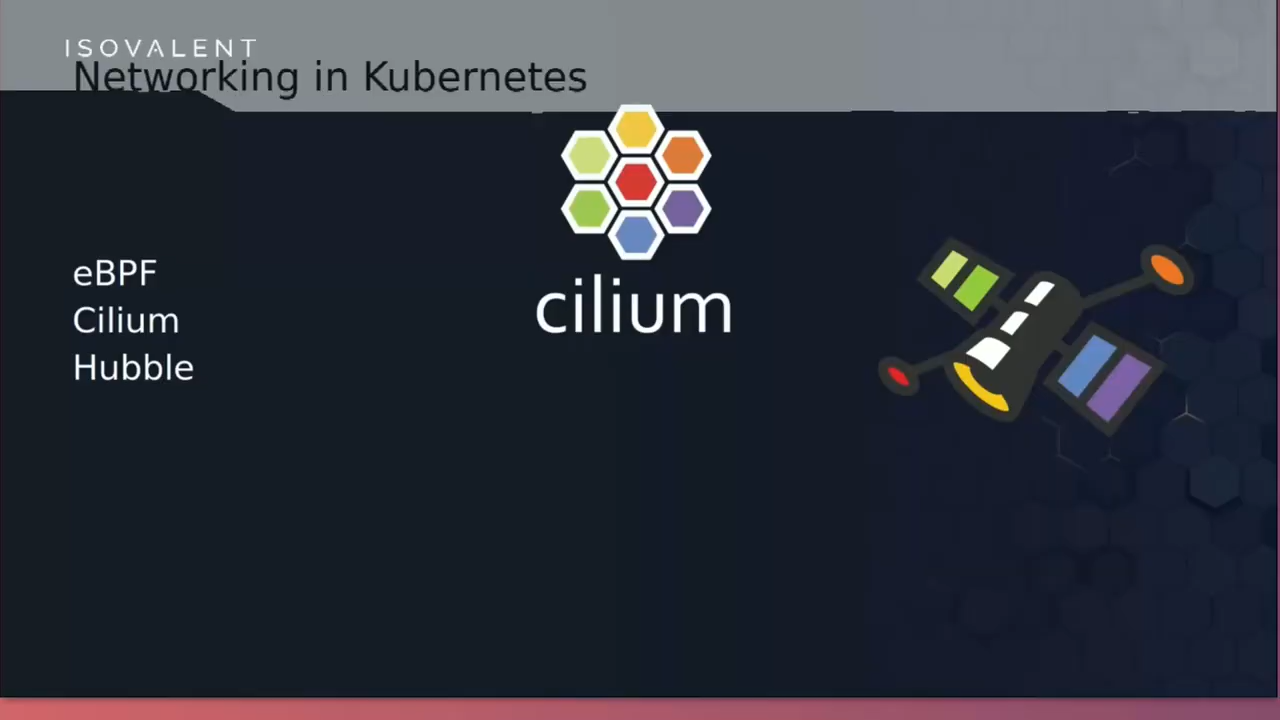 ISOVALENT
Networking in Kubernetes
cilium
eBPF
Cilium
Hubble